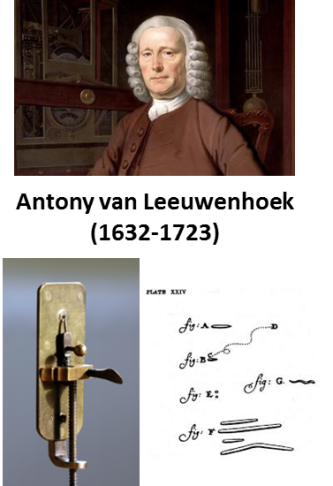 Antony van Leeuwenhoek
(1632-1723)
PLATE XXIV
fig: A
D
fig: B
fig: G.
fig: E:
fig: F